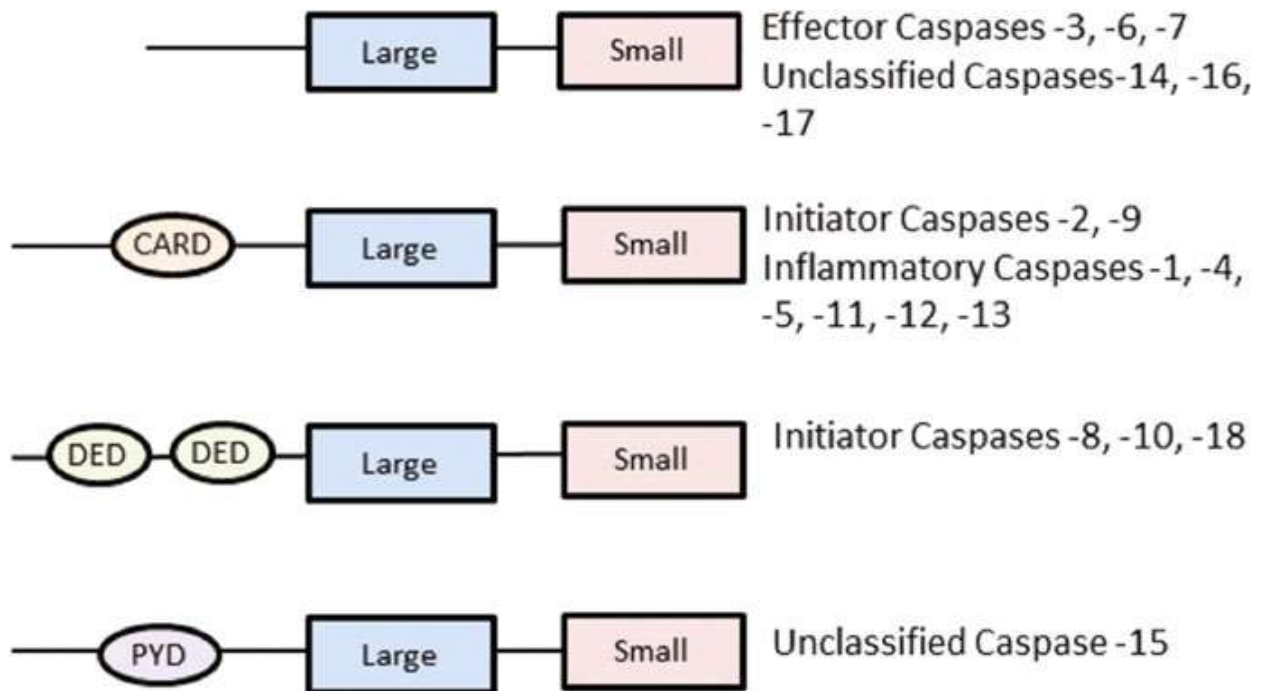 Large
Small
Effector Caspases -3, -6, -7
Unclassified Caspases-14, -16,
-17
CARD
Large
Small
Initiator Caspases -2, -9
Inflammatory Caspases -1, -4,
-5, -11, -12, -13
DED
DED
Large
Small
Initiator Caspases -8, -10, -18
PYD
Large
Small
Unclassified Caspase -15